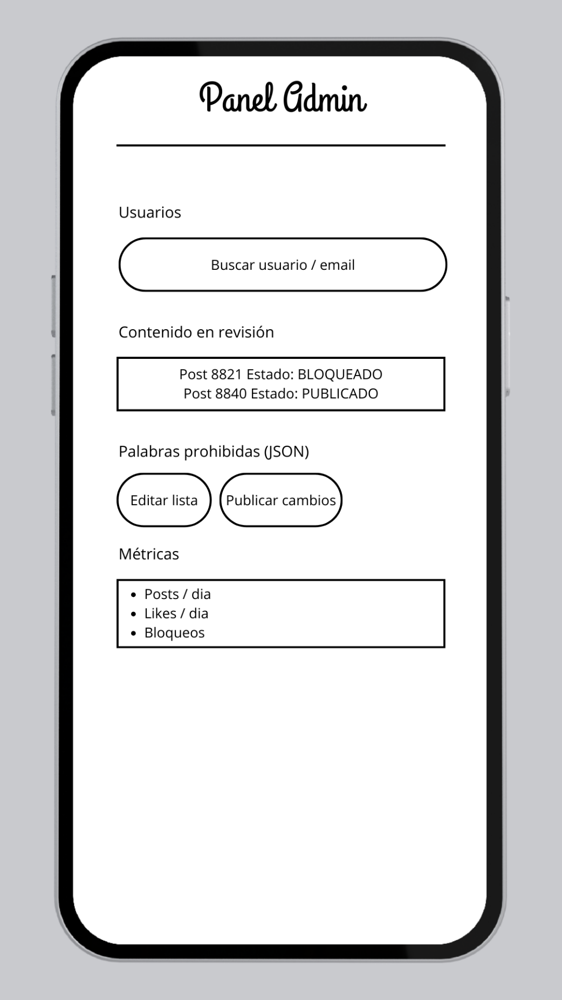 Panel Admin
Usuarios
Buscar usuario / email
Contenido en revisión
Post 8821 Estado: BLOQUEADO
Post 8840 Estado: PUBLICADO
Palabras prohibidas (JSON)
Editar lista
Publicar cambios
Métricas
• Posts / dia
• Likes / dia
• Bloqueos